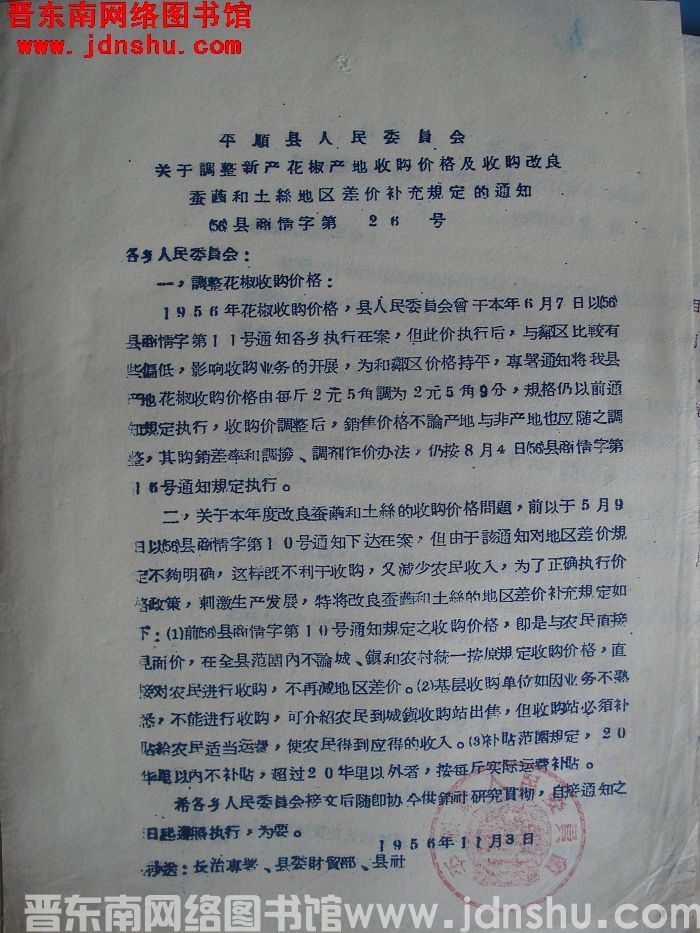 晋东南网络图书馆
www.jdnshu.com
平順县人民委員会
关于調整新产花椒产地收购价格及收购改良
蚕茧和土絲地区差价补充規定的通知
(56)县商情字第26号
各乡人民委員会：
一，調整花椒收购价格：
1956年花椒收购价格，县人民委員会曾于本年6月7日以(56)
县商情字第11号通知各乡执行在案，但此价执行后，与鄰区比較有
些偏低，影响收购业务的开展，为和鄰区价格持平，專署通知将我县
产地花椒收购价格由每斤2元5角調为2元5角9分，規格仍以前通
知規定执行，收购价調整后，銷售价格不論产地与非产地也应随之調
整，其购銷差率和調撥、調剂作价办法，仍按8月4日(56)县商情字第
16号通知規定执行。
二，关于本年度改良蚕茧和土絲的收购价格問題，前以于5月9
日以(56)县商情字第10号通知下达在案，但由于該通知对地区差价規
定不夠明确，这样既不利于收购，又減少农民收入，为了正确执行价
格政策，刺激生产发展，特将改良蚕茧和土絲的地区差价补充規定如
下：(1)前(56)县商情字第10号通知規定之收购价格，卽是与农民直接
見面价，在全县范国内不論城、鎭和农村統一按原規定收购价格，直
接对农民进行收购，不再減地区差价。(2)基层收购单位如因业务不熟
悉，不能进行收购，可介紹农民到城鎭收购站出售，但收购站必須补
貼給农民适当运費，使农民得到应得的收入。(3)补貼范围規定，20
华里以内不补貼，超过20华里以外者，按每斤实际运費补貼。
希各乡人民委員会接文后随卽协仝供銷社研究貫彻，自接通知之
日起遵照执行，为要。
1956年11月3日
抄送：长治專署、县委財貿部、县社
晋东南网络图书馆www.jdnshu.com